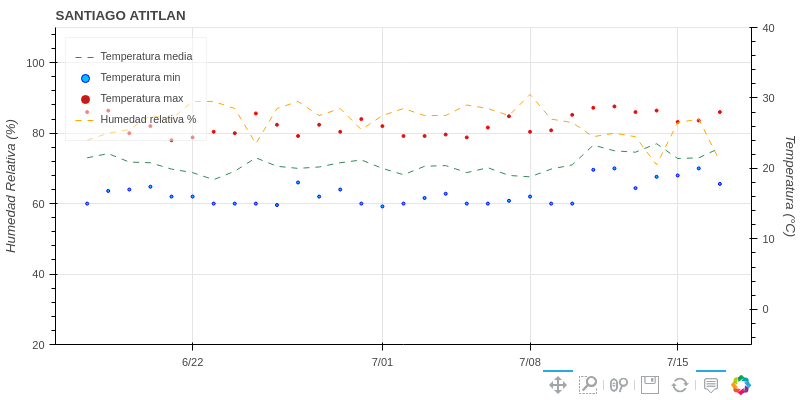 SANTIAGO ATITLAN
Temperatura media
Temperatura min
Temperatura max
Humedad relativa %
Humedad Relativa (%)
100
80
60
40
20
40
30
20
10
0
Temperatura (°C)
6/22
7/01
7/08
7/15